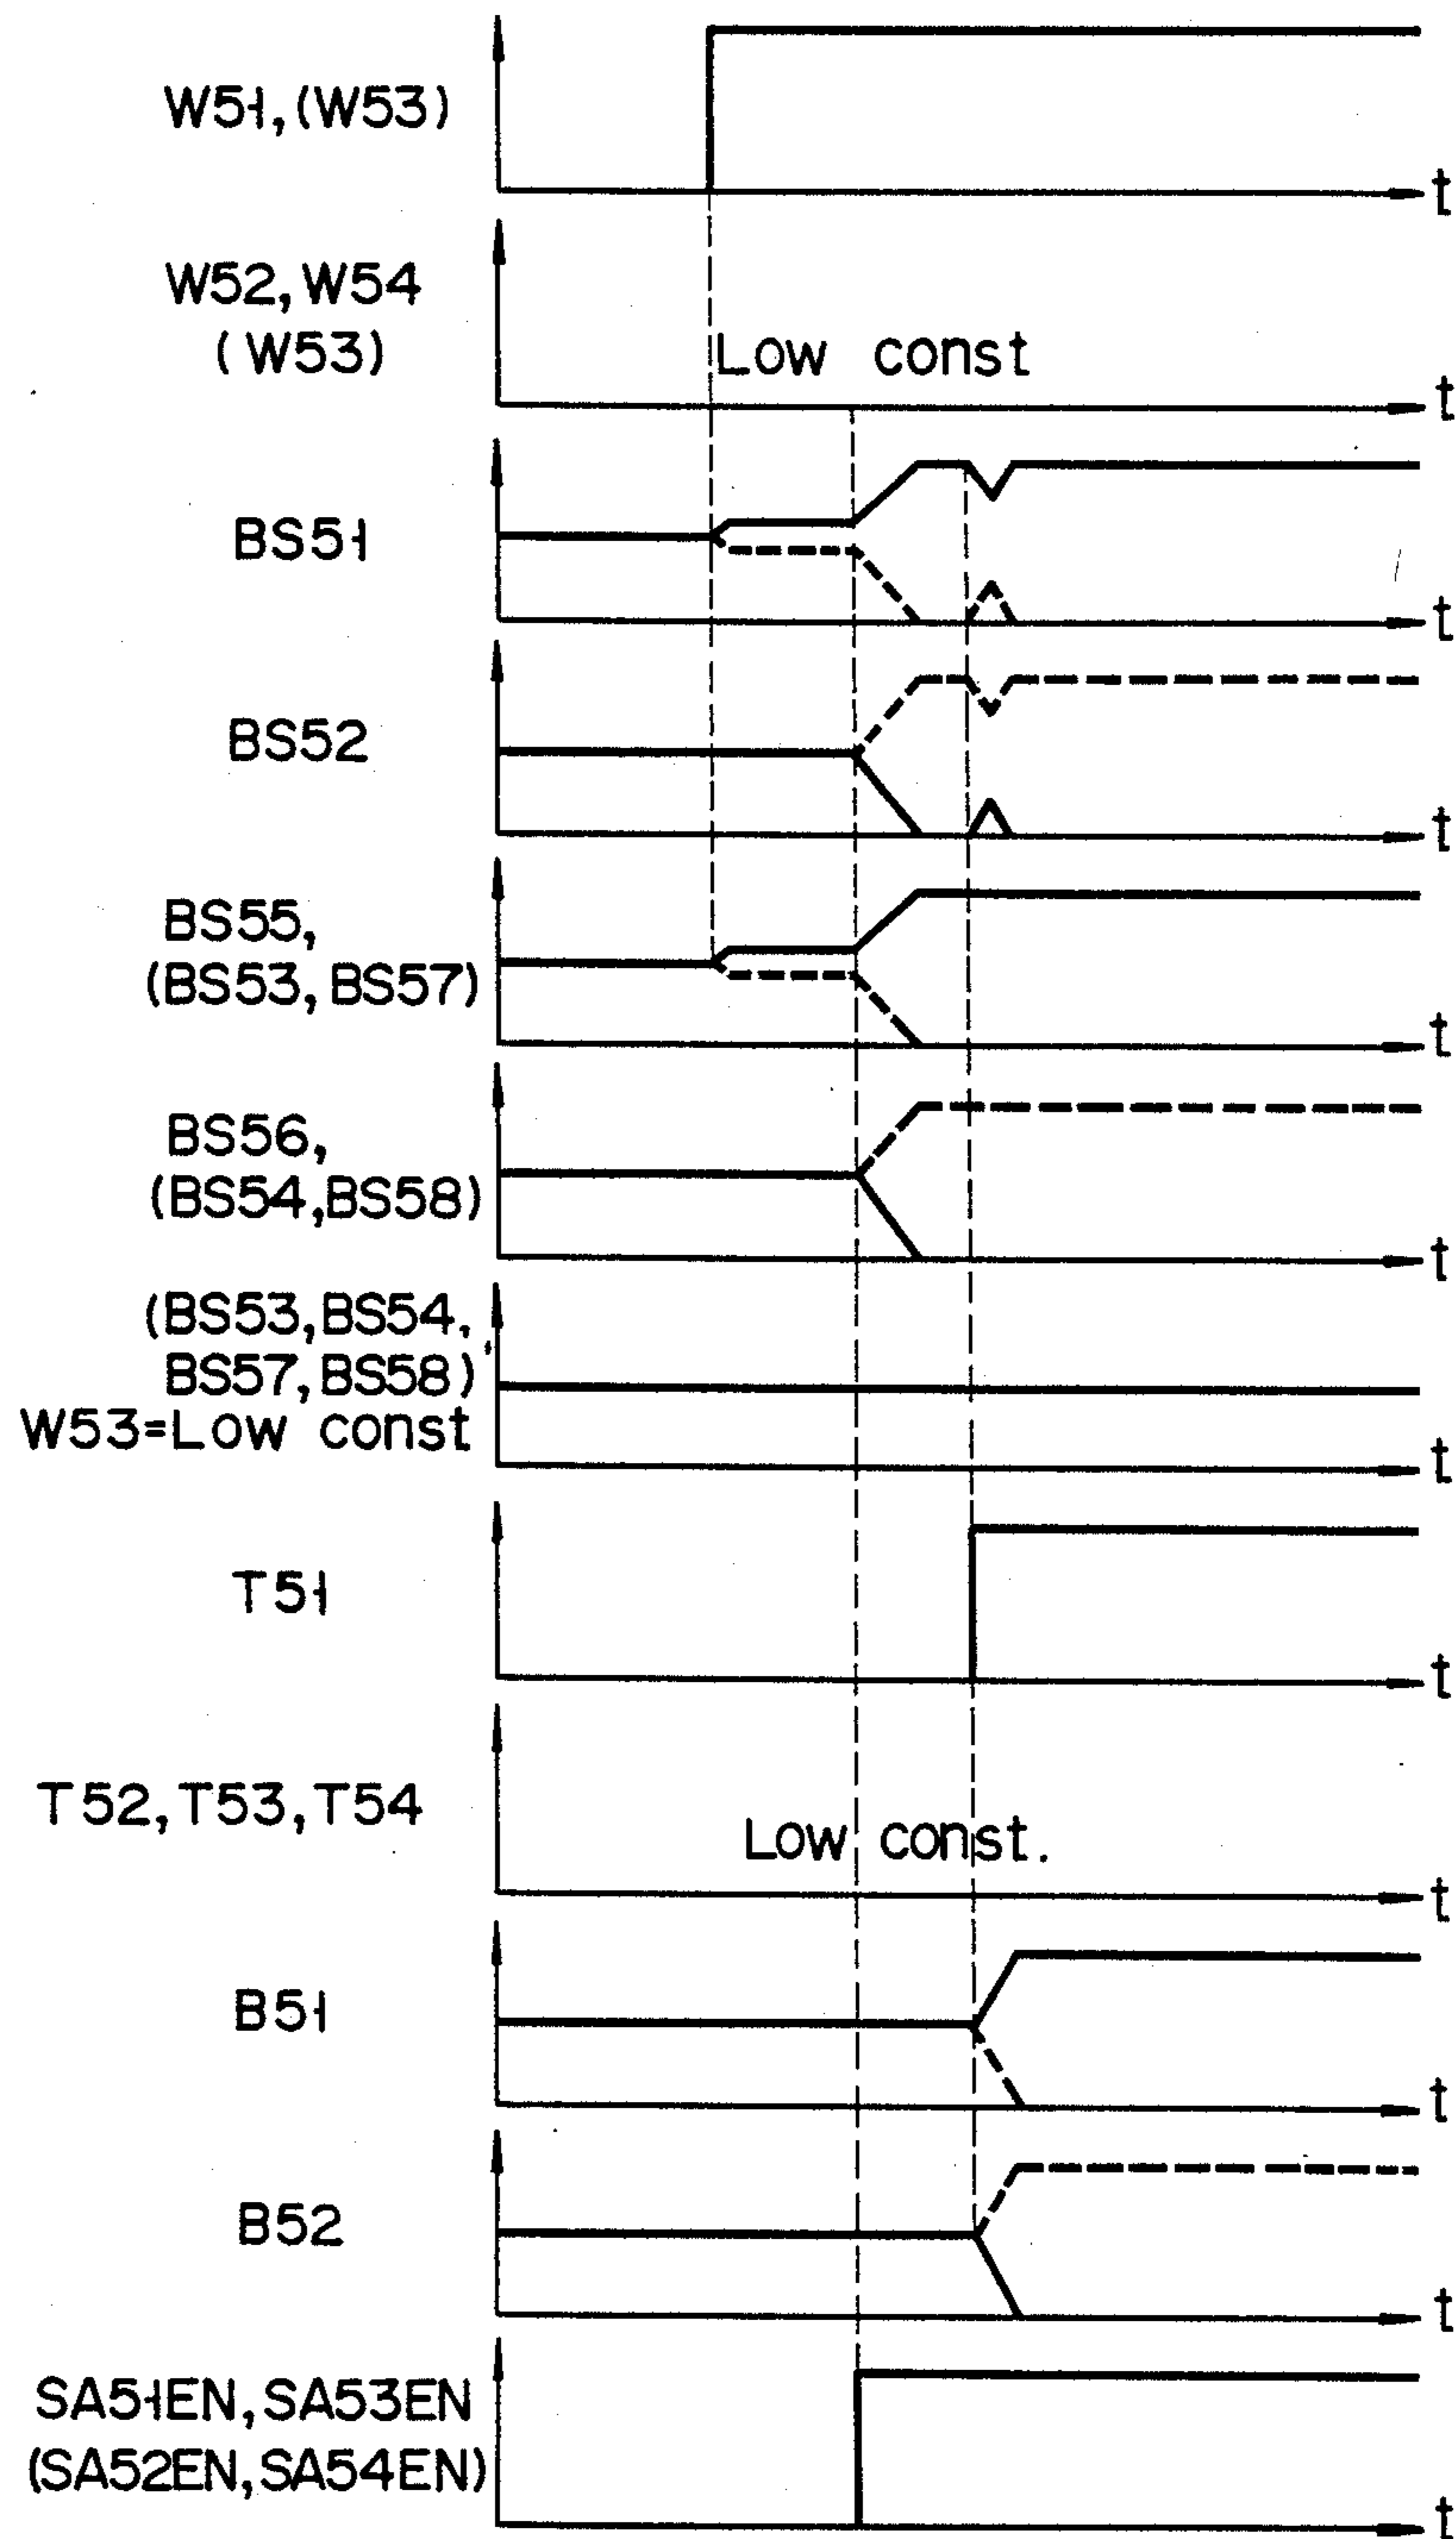 W51,(W53)
t
W52,W54
(W53)
Low const
t
BS51
t
BS52
t
BS55,
(BS53,BS57)
t
BS56,
(BS54,BS58)
t
(BS53,BS54,
BS57,BS58)
W53=Low const
t
T51
t
T52,T53,T54
Low const.
t
B51
t
B52
t
SA51EN,SA53EN
(SA52EN,SA54EN)
t